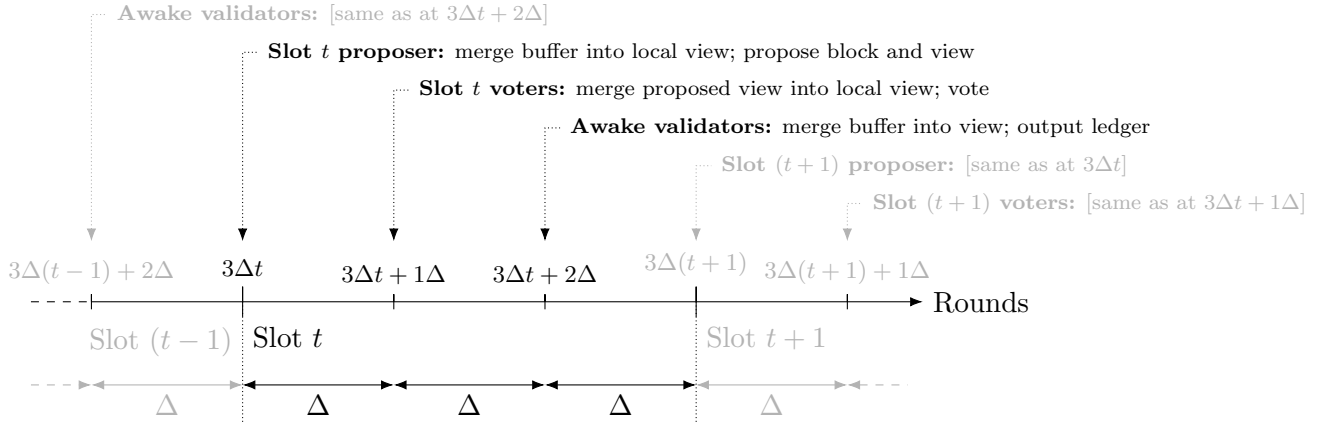 Awake validators: [same as at 3Δt + 2Δ]
Slot t proposer: merge buffer into local view; propose block and view
Slot t voters: merge proposed view into local view; vote
Awake validators: merge buffer into view; output ledger
Slot (t + 1) proposer: [same as at 3Δt]
Slot (t + 1) voters: [same as at 3Δt + 1Δ]
3Δ(t − 1) + 2Δ 3Δt 3Δt + 1Δ 3Δt + 2Δ 3Δ(t + 1) 3Δ(t + 1) + 1Δ
Rounds
Slot (t − 1) Slot t Slot t + 1
Δ Δ Δ Δ Δ